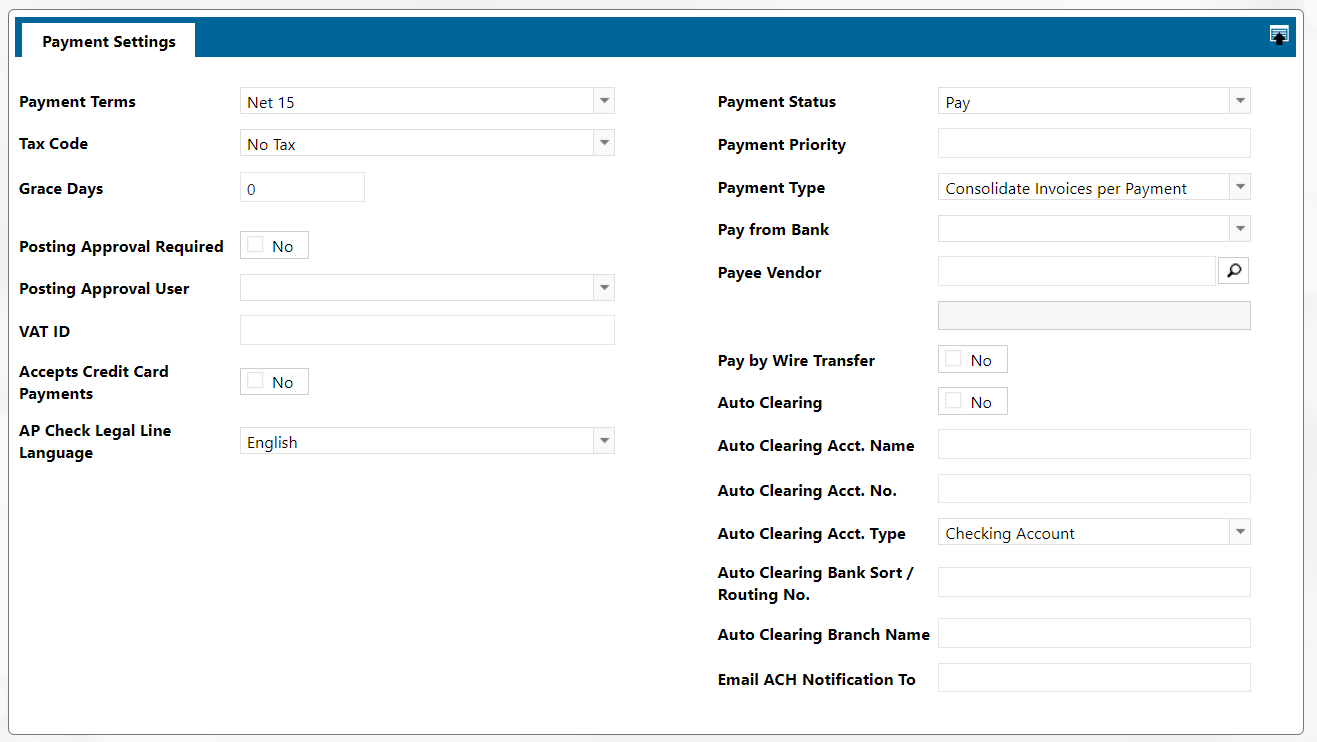 Payment Settings
Payment Terms
Net 15
Tax Code
No Tax
Grace Days
0
Posting Approval Required
No
Posting Approval User
VAT ID
Accepts Credit Card
Payments
No
AP Check Legal Line
Language
English
Payment Status
Pay
Payment Priority
Payment Type
Consolidate Invoices per Payment
Pay from Bank
Payee Vendor
Pay by Wire Transfer
No
Auto Clearing
No
Auto Clearing Acct. Name
Auto Clearing Acct. No.
Auto Clearing Acct. Type
Checking Account
Auto Clearing Bank Sort /
Routing No.
Auto Clearing Branch Name
Email ACH Notification To